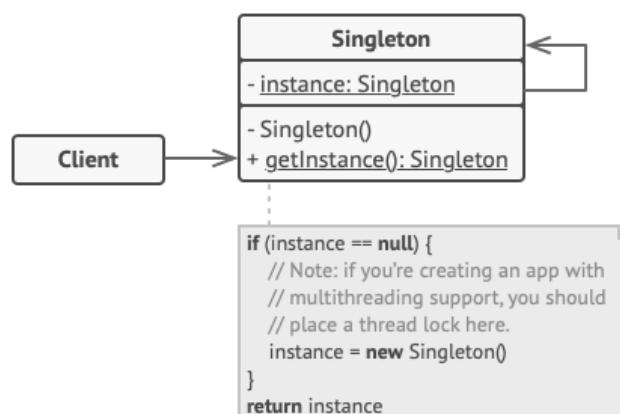 Singleton
- instance: Singleton
- Singleton()
+ getInstance(): Singleton
Client
if (instance == null) {
// Note: if you're creating an app with
// multithreading support, you should
// place a thread lock here.
instance = new Singleton()
}
return instance